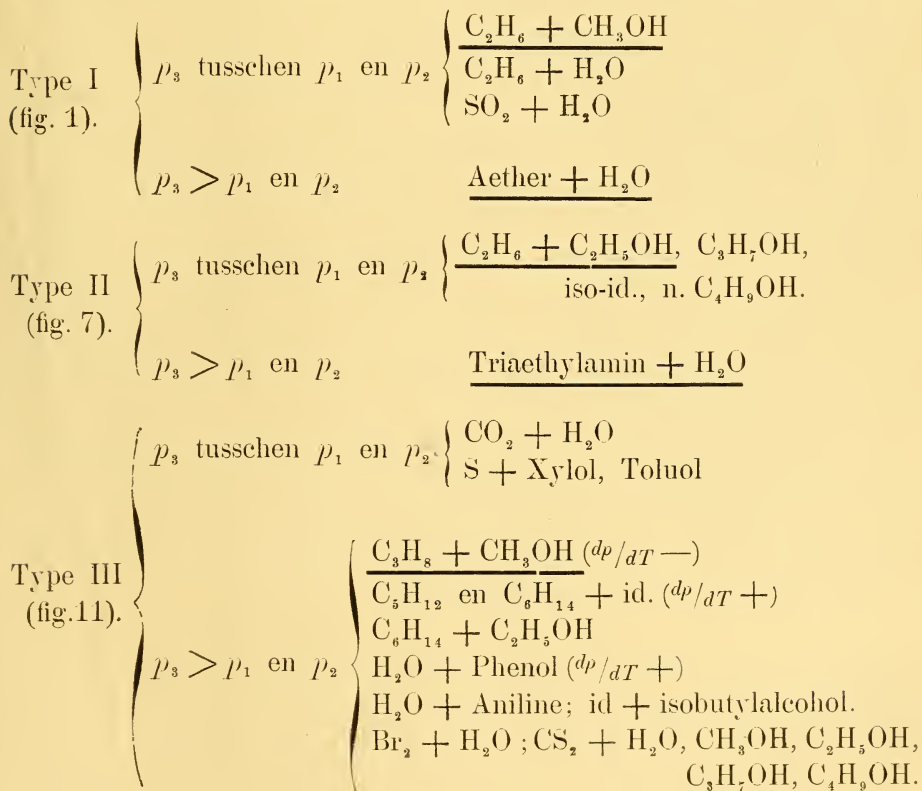 Type I (fig. 1).
p₃ tusschen p₁ en p₂
C₂H₆ + CH₃OH
C₂H₆ + H₂O
SO₂ + H₂O
p₃ > p₁ en p₂ Aether + H₂O
Type II (fig. 7).
p₃ tusschen p₁ en p₂
C₂H₆ + C₂H₅OH, C₃H₇OH,
iso-id., n. C₄H₉OH.
p₃ > p₁ en p₂ Triaethylamin + H₂O
Type III (fig.11).
p₃ tusschen p₁ en p₂
CO₂ + H₂O
S + Xylol, Toluol
p₃ > p₁ en p₂
C₃H₈ + CH₃OH (dp/dT —)
C₅H₁₂ en C₆H₁₄ + id. (dp/dT +)
C₆H₁₄ + C₂H₅OH
H₂O + Phenol (dp/dT +)
H₂O + Aniline; id + isobutylalcohol.
Br₂ + H₂O ; CS₂ + H₂O, CH₃OH, C₂H₅OH,
C₃H₇OH, C₄H₉OH.